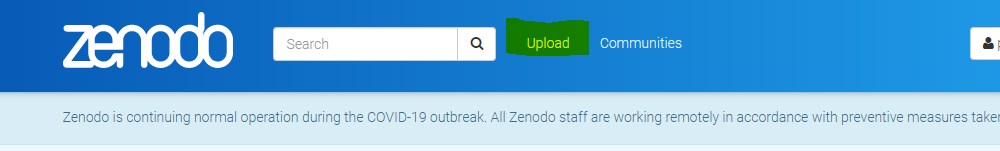 zenodo
Search
Upload
Communities
Zenodo is continuing normal operation during the COVID-19 outbreak. All Zenodo staff are working remotely in accordance with preventive measures taken